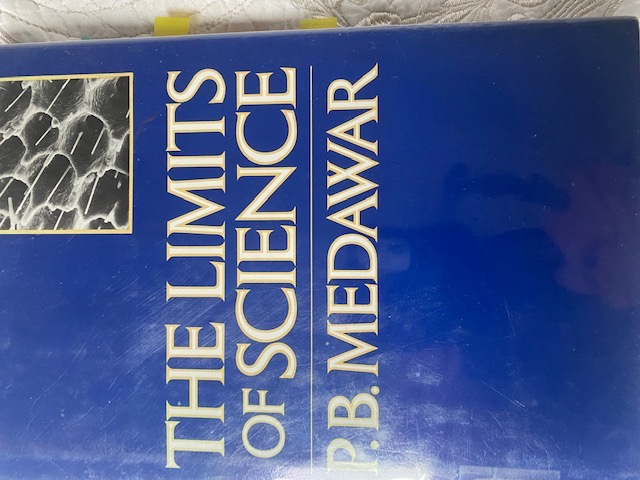 THE LIMITS
OF SCIENCE
P.B. MEDAWAR